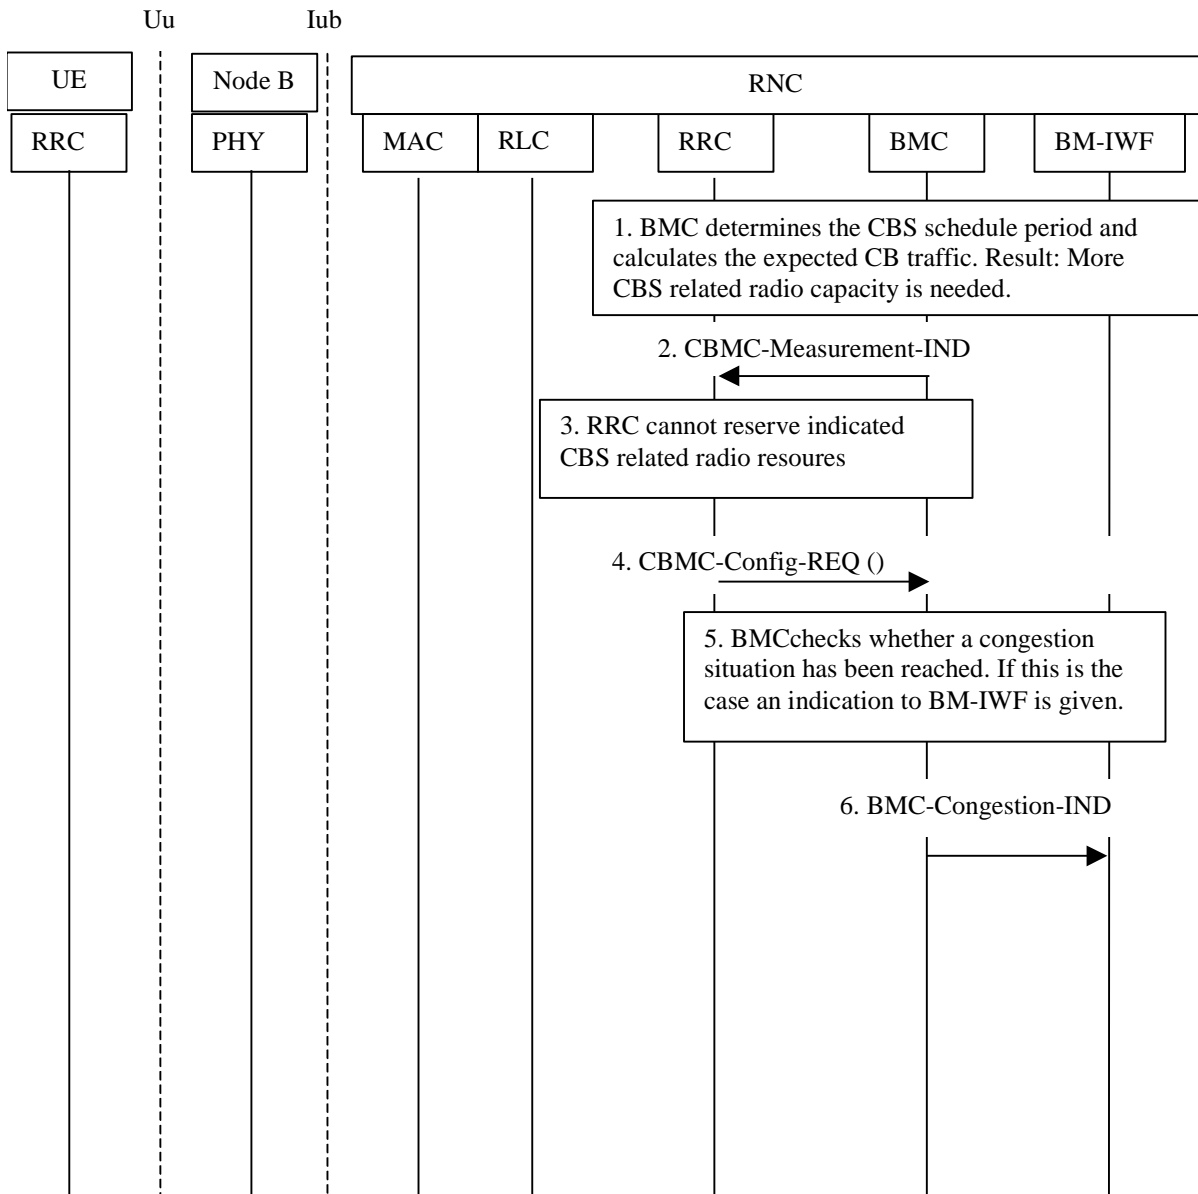 Uu
Iub
UE
Node B
RNC
RRC
PHY
MAC
RLC
RRC
BMC
BM-IWF
1. BMC determines the CBS schedule period and
calculates the expected CB traffic. Result: More
CBS related radio capacity is needed.
2. CBMC-Measurement-IND
3. RRC cannot reserve indicated
CBS related radio resoures
4. CBMC-Config-REQ ()
5. BMCchecks whether a congestion
situation has been reached. If this is the
case an indication to BM-IWF is given.
6. BMC-Congestion-IND